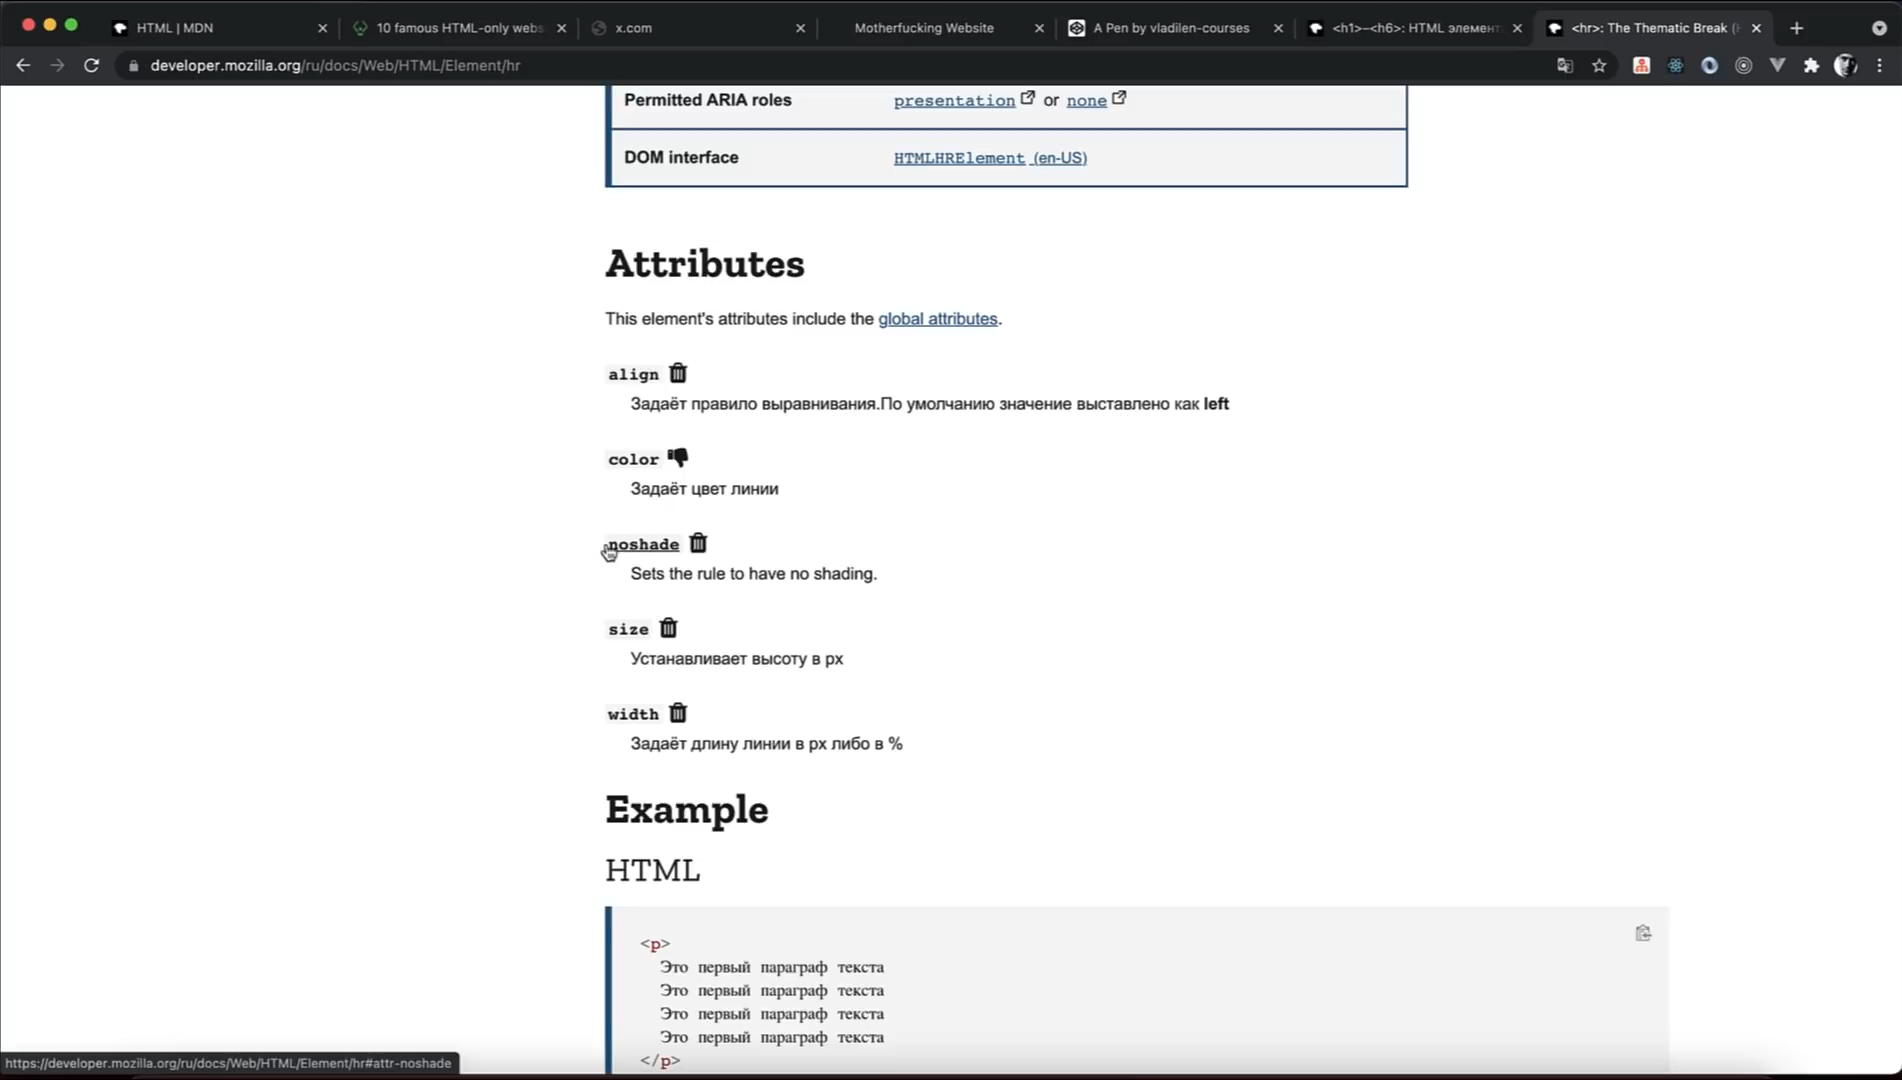 HTML | MDN
10 famous HTML-only webs
x.com
Motherfucking Website
A Pen by vladilen-courses
<h1>–<h6>: HTML элемент
<hr>: The Thematic Break (
developer.mozilla.org/ru/docs/Web/HTML/Element/hr
Permitted ARIA roles presentation or none
DOM interface HTMLHRElement (en-US)
Attributes
This element's attributes include the global attributes.
align
Задаёт правило выравнивания.По умолчанию значение выставлено как left
color
Задаёт цвет линии
noshade
Sets the rule to have no shading.
size
Устанавливает высоту в px
width
Задаёт длину линии в px либо в %
Example
HTML
<p>
Это первый параграф текста
Это первый параграф текста
Это первый параграф текста
Это первый параграф текста
</p>
https://developer.mozilla.org/ru/docs/Web/HTML/Element/hr#attr-noshade